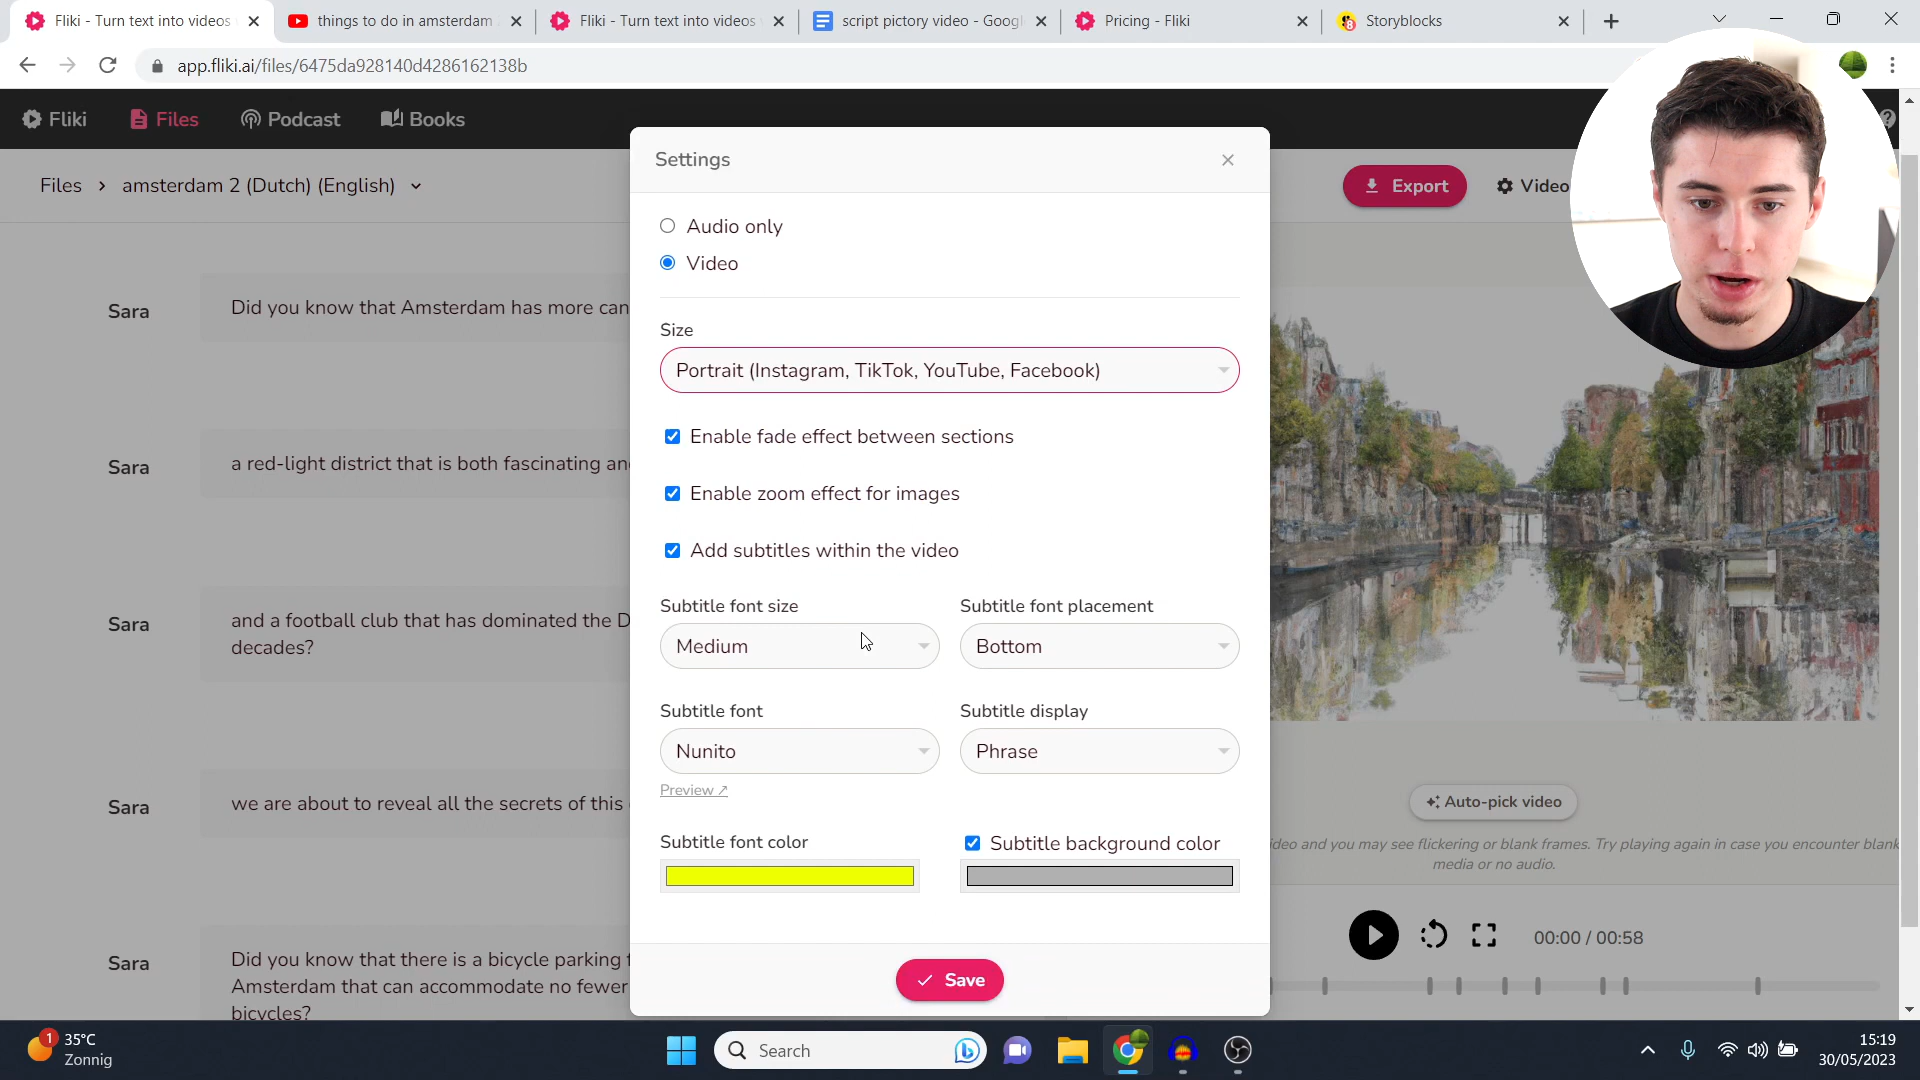 Fliki - Turn text into videos
things to do in amsterdam
Fliki - Turn text into videos
script pictory video - Googl
Pricing - Fliki
Storyblocks
app.fliki.ai/files/6475da928140d4286162138b
Fliki
Files
Podcast
Books
Files > amsterdam 2 (Dutch) (English)
Export
Video
Settings
Audio only
Video
Size
Portrait (Instagram, TikTok, YouTube, Facebook)
Enable fade effect between sections
Enable zoom effect for images
Add subtitles within the video
Subtitle font size
Subtitle font placement
Medium
Bottom
Subtitle font
Subtitle display
Nunito
Phrase
Preview ↗
Subtitle font color
Subtitle background color
Save
Sara
Did you know that Amsterdam has more can
Sara
a red-light district that is both fascinating an
Sara
and a football club that has dominated the D
decades?
Sara
we are about to reveal all the secrets of this
Sara
Did you know that there is a bicycle parking
Amsterdam that can accommodate no fewer
bicycles?
Auto-pick video
ideo and you may see flickering or blank frames. Try playing again in case you encounter blank
media or no audio.
00:00 / 00:58
1
35°C
Zonnig
Search
15:19
30/05/2023